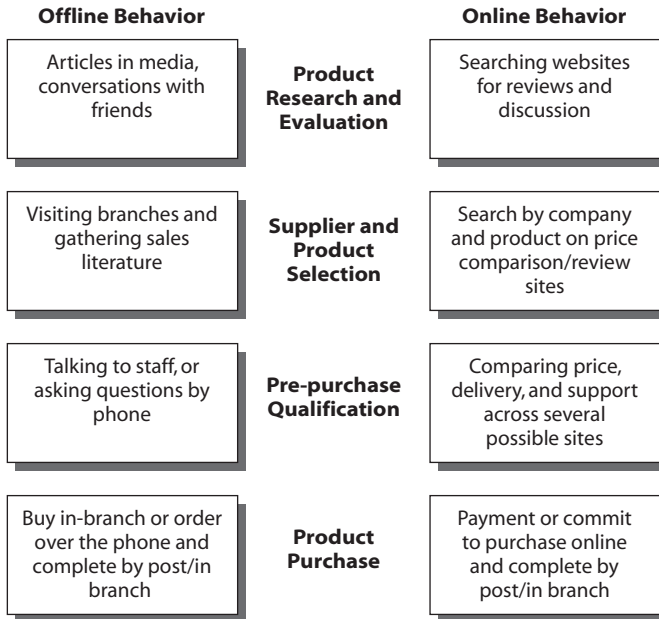 Offline Behavior
Online Behavior
Articles in media,
conversations with
friends
Product
Research and
Evaluation
Searching websites
for reviews and
discussion
Visiting branches and
gathering sales
literature
Supplier and
Product
Selection
Search by company
and product on price
comparison/review
sites
Talking to staff, or
asking questions by
phone
Pre-purchase
Qualification
Comparing price,
delivery, and support
across several
possible sites
Buy in-branch or order
over the phone and
complete by post/in
branch
Product
Purchase
Payment or commit
to purchase online
and complete by
post/in branch